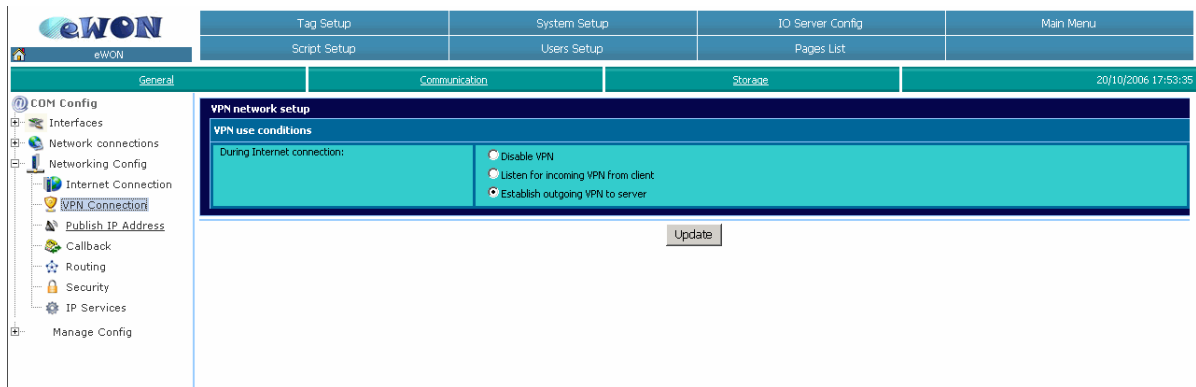 eWON
Tag Setup System Setup IO Server Config Main Menu
eWON Script Setup Users Setup Pages List
General Communication Storage 20/10/2006 17:53:35
COM Config
Interfaces
Network connections
Networking Config
Internet Connection
VPN Connection
Publish IP Address
Callback
Routing
Security
IP Services
Manage Config
VPN network setup
VPN use conditions
During Internet connection:
Disable VPN
Listen for incoming VPN from client
Establish outgoing VPN to server
Update